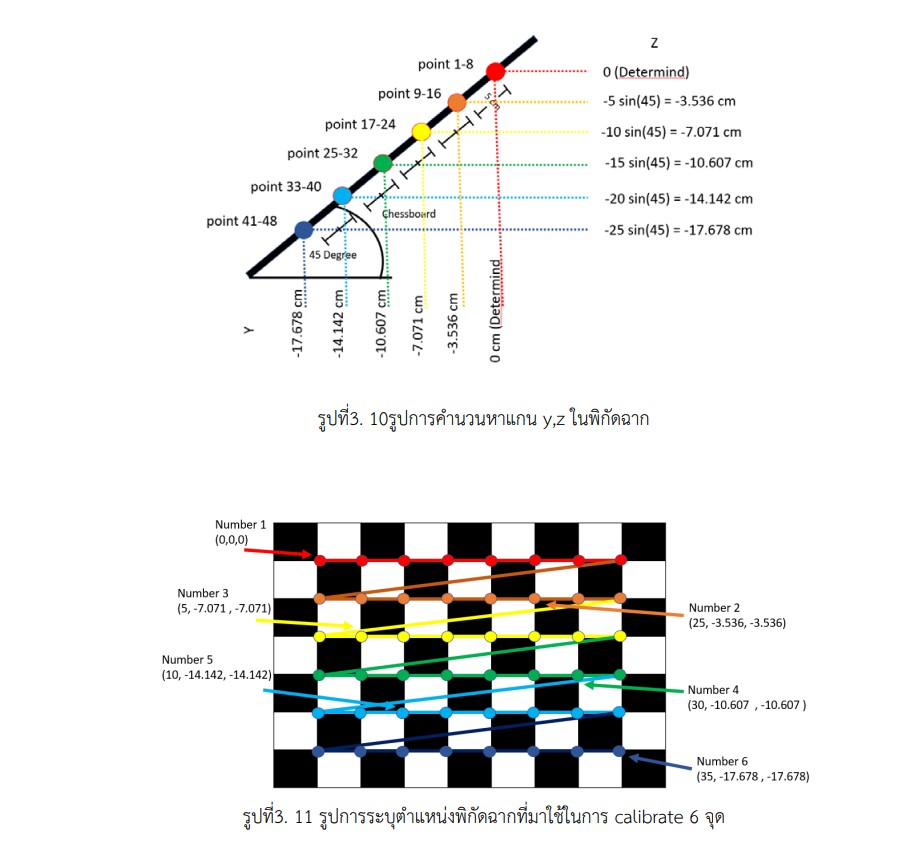 Z
point 1-8
0 (Determind)
point 9-16
5 cm
-5 sin(45) = -3.536 cm
point 17-24
-10 sin(45) = -7.071 cm
point 25-32
-15 sin(45) = -10.607 cm
point 33-40
-20 sin(45) = -14.142 cm
point 41-48
Chessboard
-25 sin(45) = -17.678 cm
45 Degree
Y
-17.678 cm
-14.142 cm
-10.607 cm
-7.071 cm
-3.536 cm
0 cm (Determind
รูปที่3. 10รูปการคำนวนหาแกน y,z ในพิกัดฉาก
Number 1
(0,0,0)
Number 3
(5, -7.071 , -7.071)
Number 2
(25, -3.536, -3.536)
Number 5
(10, -14.142, -14.142)
Number 4
(30, -10.607 , -10.607 )
Number 6
(35, -17.678 , -17.678)
รูปที่3. 11 รูปการระบุตำแหน่งพิกัดฉากที่มาใช้ในการ calibrate 6 จุด